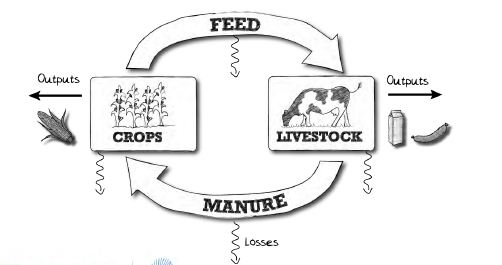 FEED
Outputs
Outputs
CROPS
LIVESTOCK
MANURE
Losses